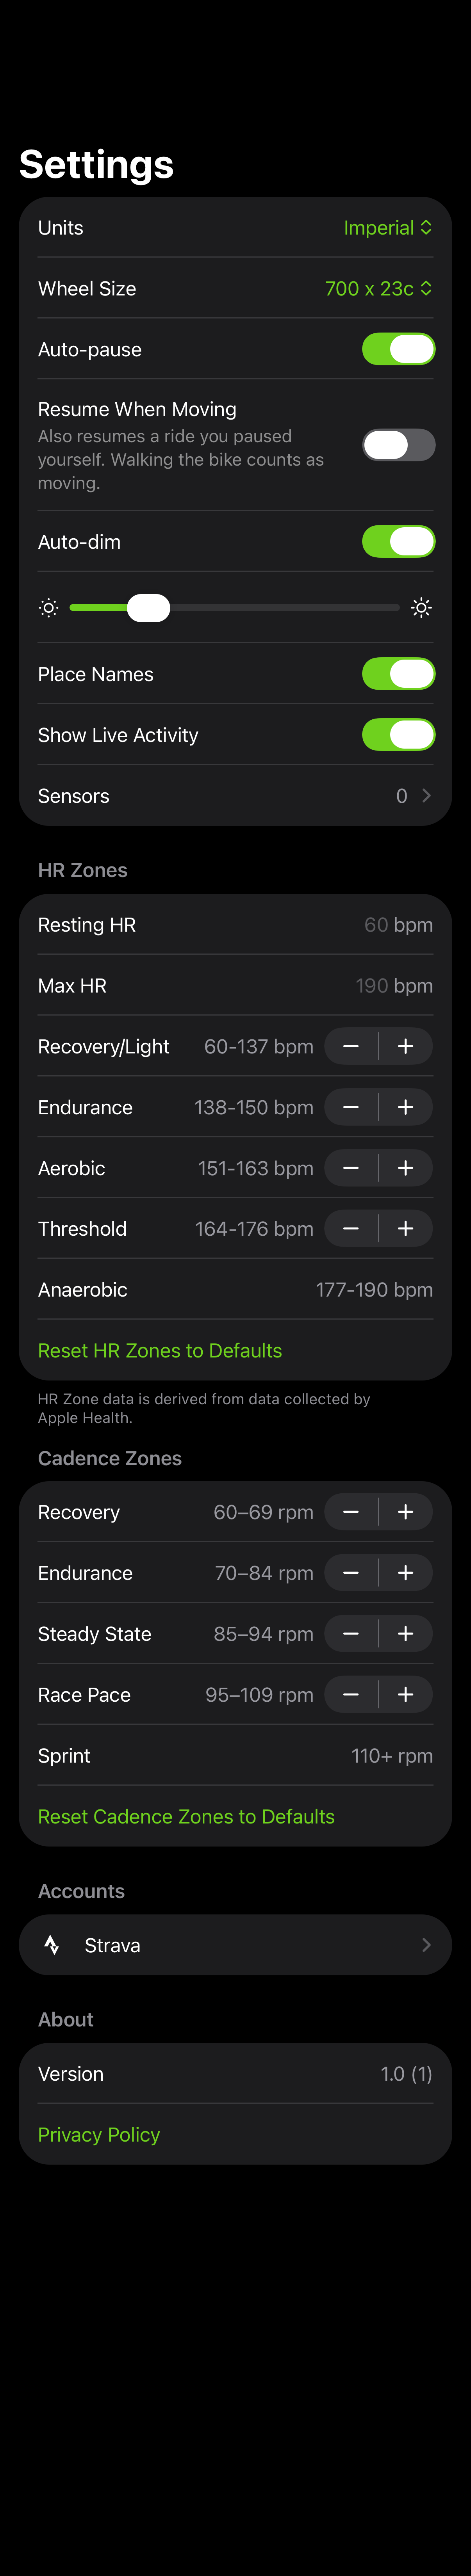 Settings
Units Imperial
Wheel Size 700 x 23c
Auto-pause
Resume When Moving
Also resumes a ride you paused
yourself. Walking the bike counts as
moving.
Auto-dim
Place Names
Show Live Activity
Sensors 0
HR Zones
Resting HR 60 bpm
Max HR 190 bpm
Recovery/Light 60-137 bpm
Endurance 138-150 bpm
Aerobic 151-163 bpm
Threshold 164-176 bpm
Anaerobic 177-190 bpm
Reset HR Zones to Defaults
HR Zone data is derived from data collected by
Apple Health.
Cadence Zones
Recovery 60–69 rpm
Endurance 70–84 rpm
Steady State 85–94 rpm
Race Pace 95–109 rpm
Sprint 110+ rpm
Reset Cadence Zones to Defaults
Accounts
Strava
About
Version 1.0 (1)
Privacy Policy